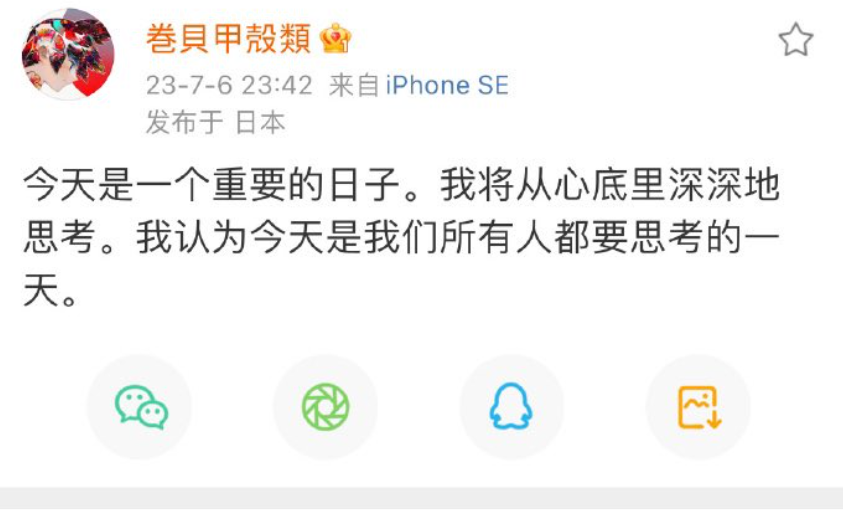 巻貝甲殻類
23-7-6 23:42 来自 iPhone SE
发布于 日本
今天是一个重要的日子。我将从心底里深深地
思考。我认为今天是我们所有人都要思考的一
天。